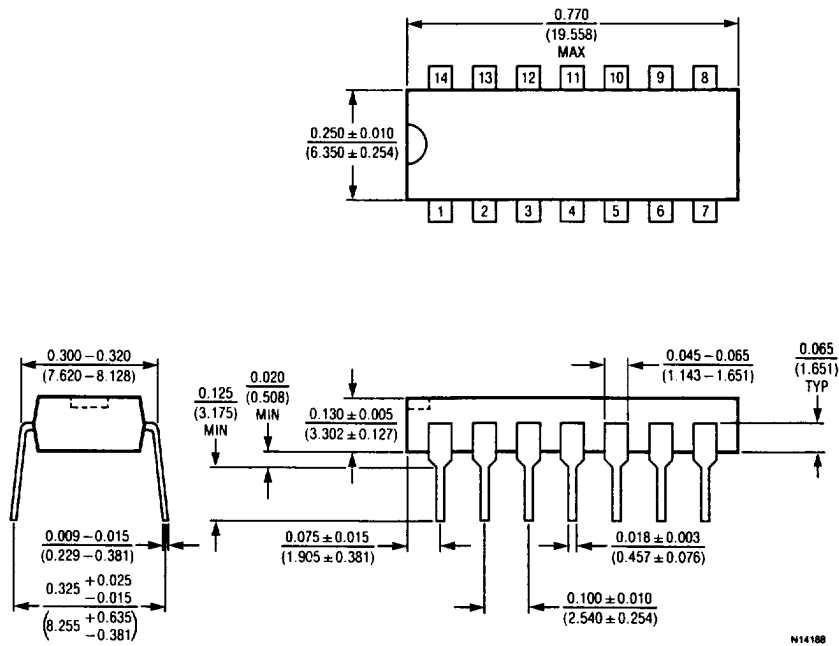 0.770
(19.558)
MAX
14 13 12 11 10 9 8
0.250 ± 0.010
(6.350 ± 0.254)
1 2 3 4 5 6 7
0.300 – 0.320
(7.620 – 8.128)
0.125
(3.175)
MIN
0.020
(0.508)
MIN
0.130 ± 0.005
(3.302 ± 0.127)
0.045 – 0.065
(1.143 – 1.651)
0.065
(1.651)
TYP
0.009 – 0.015
(0.229 – 0.381)
0.325 +0.025
–0.015
(8.255 +0.635
–0.381)
0.075 ± 0.015
(1.905 ± 0.381)
0.018 ± 0.003
(0.457 ± 0.076)
0.100 ± 0.010
(2.540 ± 0.254)
N14188